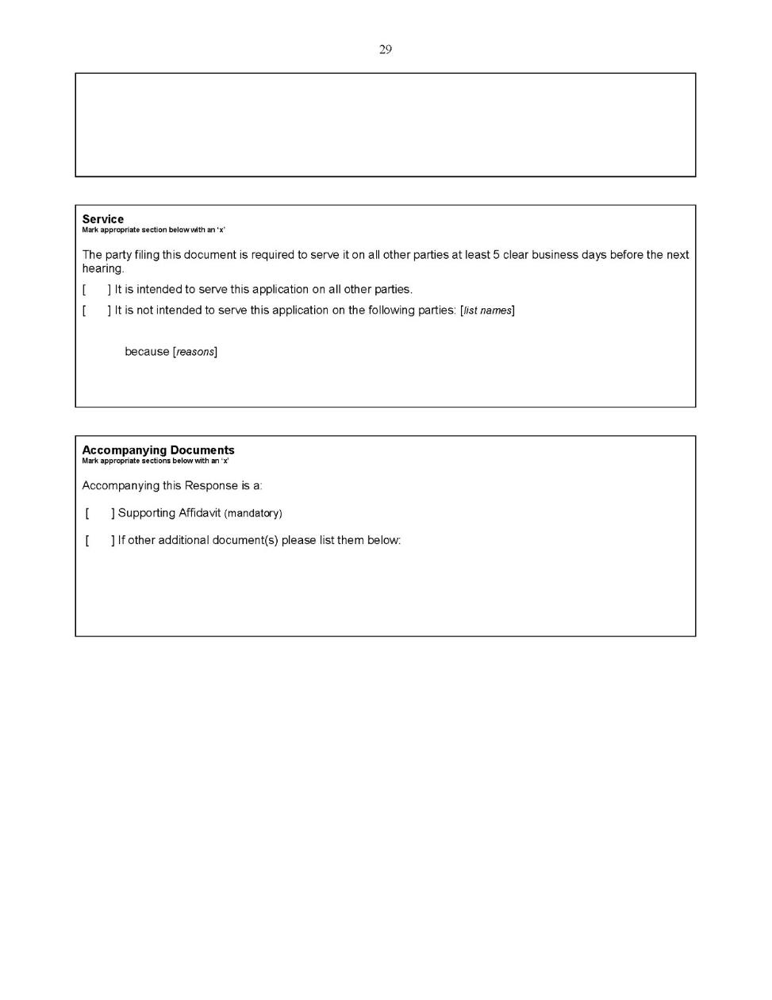 29
Service
Mark appropriate section below with an ‘x’
The party filing this document is required to serve it on all other parties at least 5 clear business days before the next
hearing.
[ ] It is intended to serve this application on all other parties.
[ ] It is not intended to serve this application on the following parties: [list names]
because [reasons]
Accompanying Documents
Mark appropriate sections below with an ‘x’
Accompanying this Response is a:
[ ] Supporting Affidavit (mandatory)
[ ] If other additional document(s) please list them below: